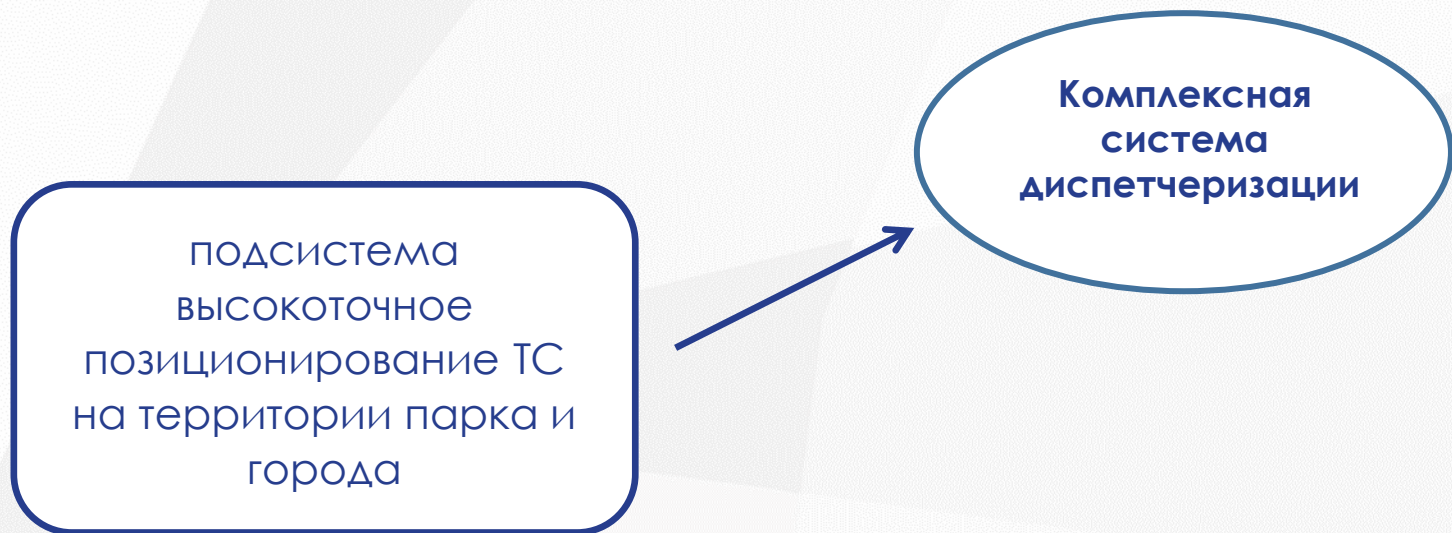 Комплексная
система
диспетчеризации
подсистема
высокоточное
позиционирование ТС
на территории парка и
города